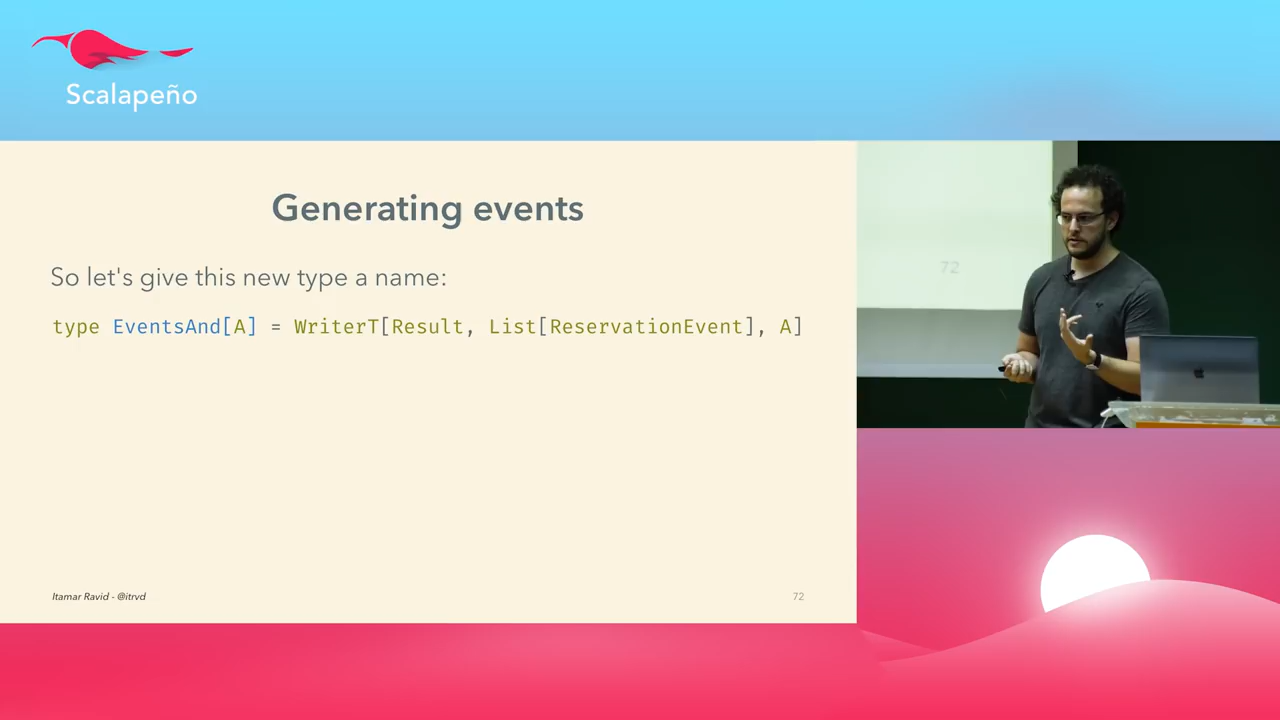 Scalapeño
Generating events
So let's give this new type a name:
type EventsAnd[A] = WriterT[Result, List[ReservationEvent], A]
Itamar Ravid - @itrvd
72
72